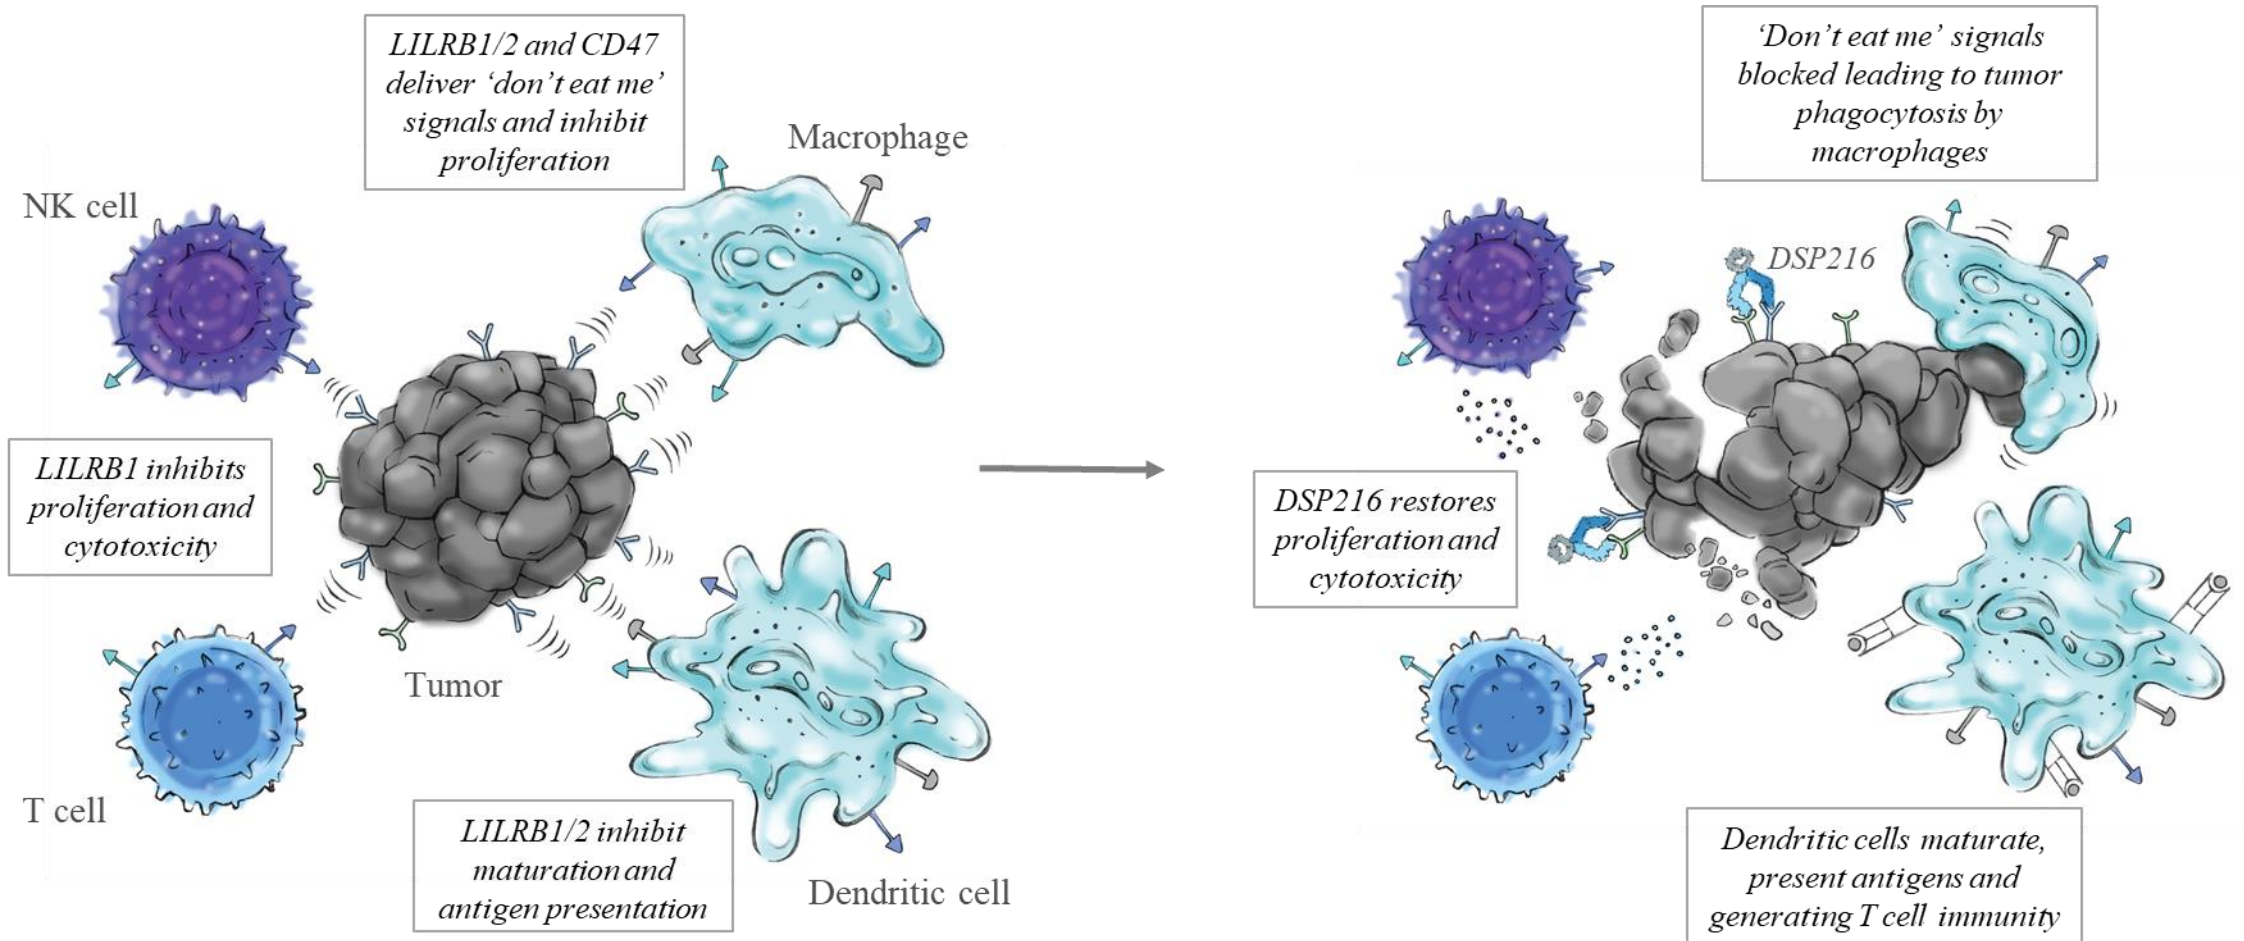 LILRB1/2 and CD47
deliver ‘don’t eat me’
signals and inhibit
proliferation
Macrophage
NK cell
LILRB1 inhibits
proliferation and
cytotoxicity
Tumor
T cell
LILRB1/2 inhibit
maturation and
antigen presentation
Dendritic cell
‘Don’t eat me’ signals
blocked leading to tumor
phagocytosis by
macrophages
DSP216
DSP216 restores
proliferation and
cytotoxicity
Dendritic cells maturate,
present antigens and
generating T cell immunity